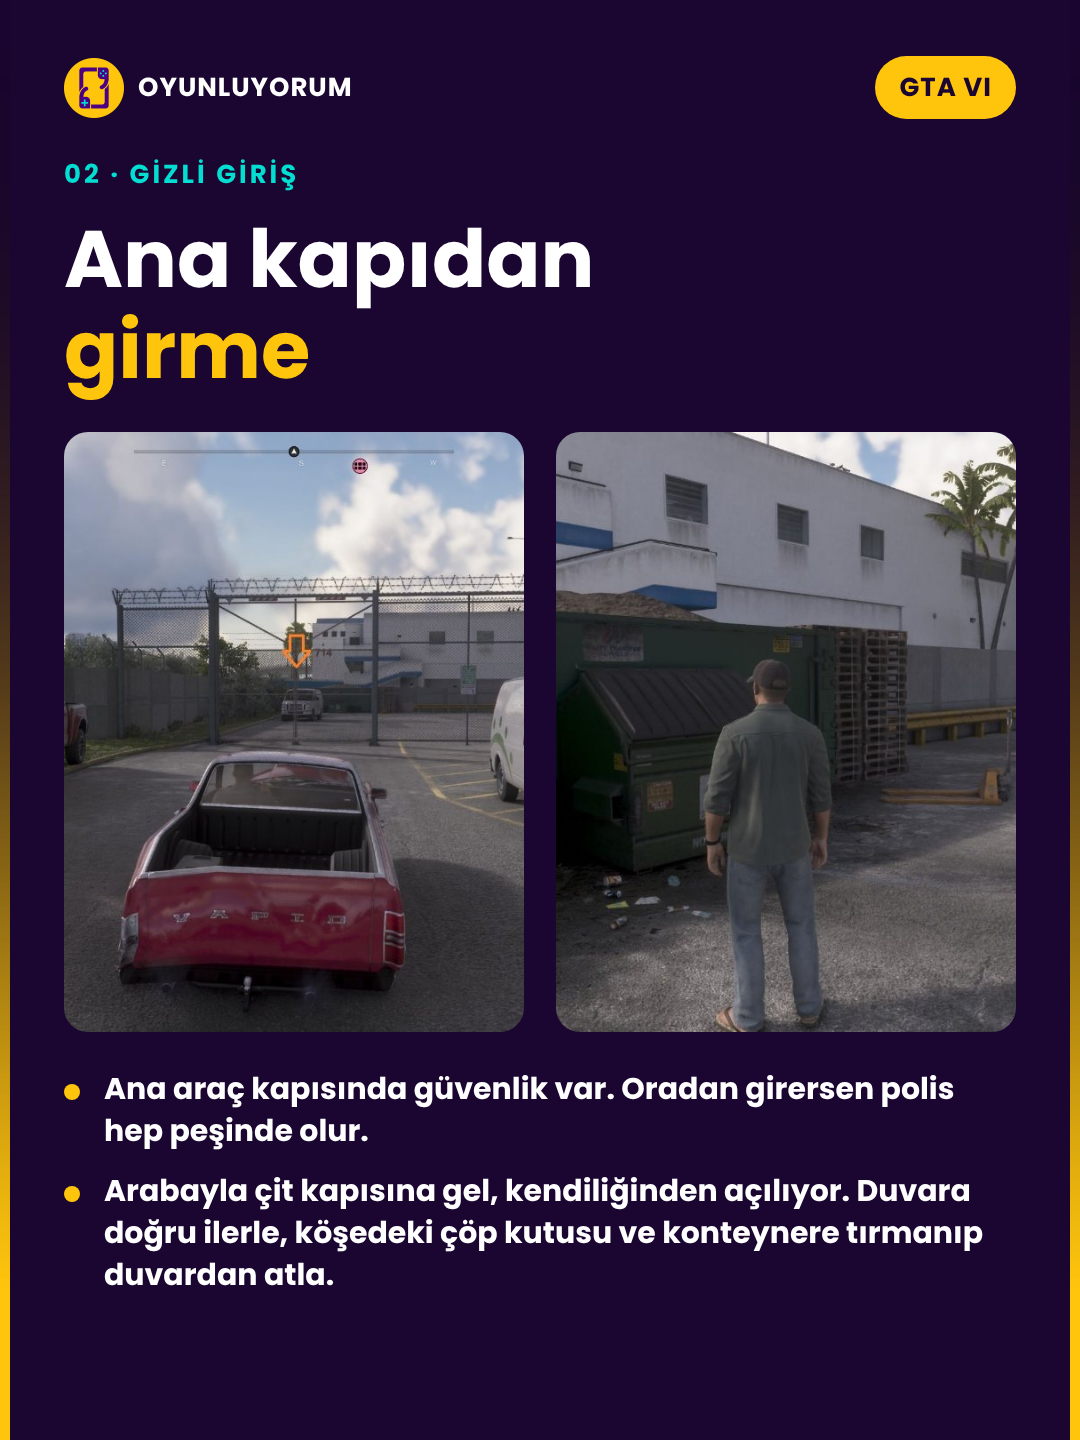 OYUNLUYORUM
GTA VI
02 · GİZLİ GİRİŞ
Ana kapıdan
girme
E
S
W
714
VAPID
Ana araç kapısında güvenlik var. Oradan girersen polis
hep peşinde olur.
Arabayla çit kapısına gel, kendiliğinden açılıyor. Duvara
doğru ilerle, köşedeki çöp kutusu ve konteynere tırmanıp
duvardan atla.